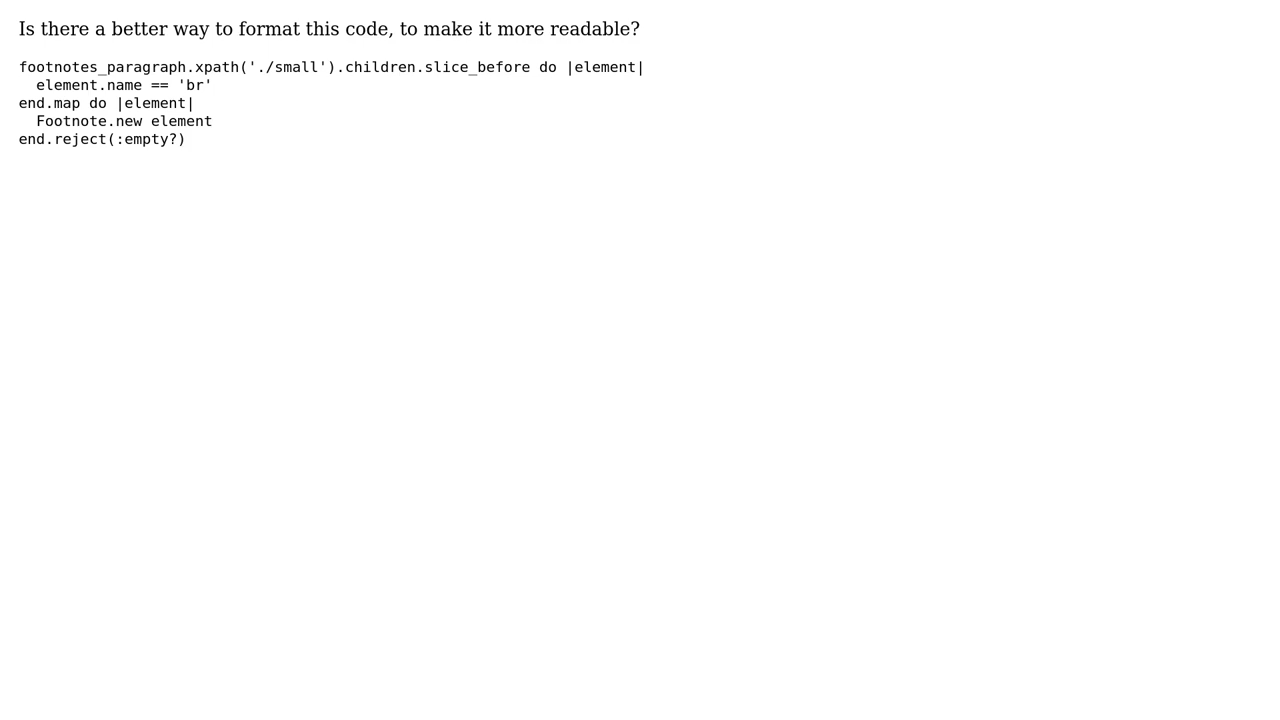 Is there a better way to format this code, to make it more readable?
footnotes_paragraph.xpath('./small').children.slice_before do |element|
  element.name == 'br'
end.map do |element|
  Footnote.new element
end.reject(:empty?)